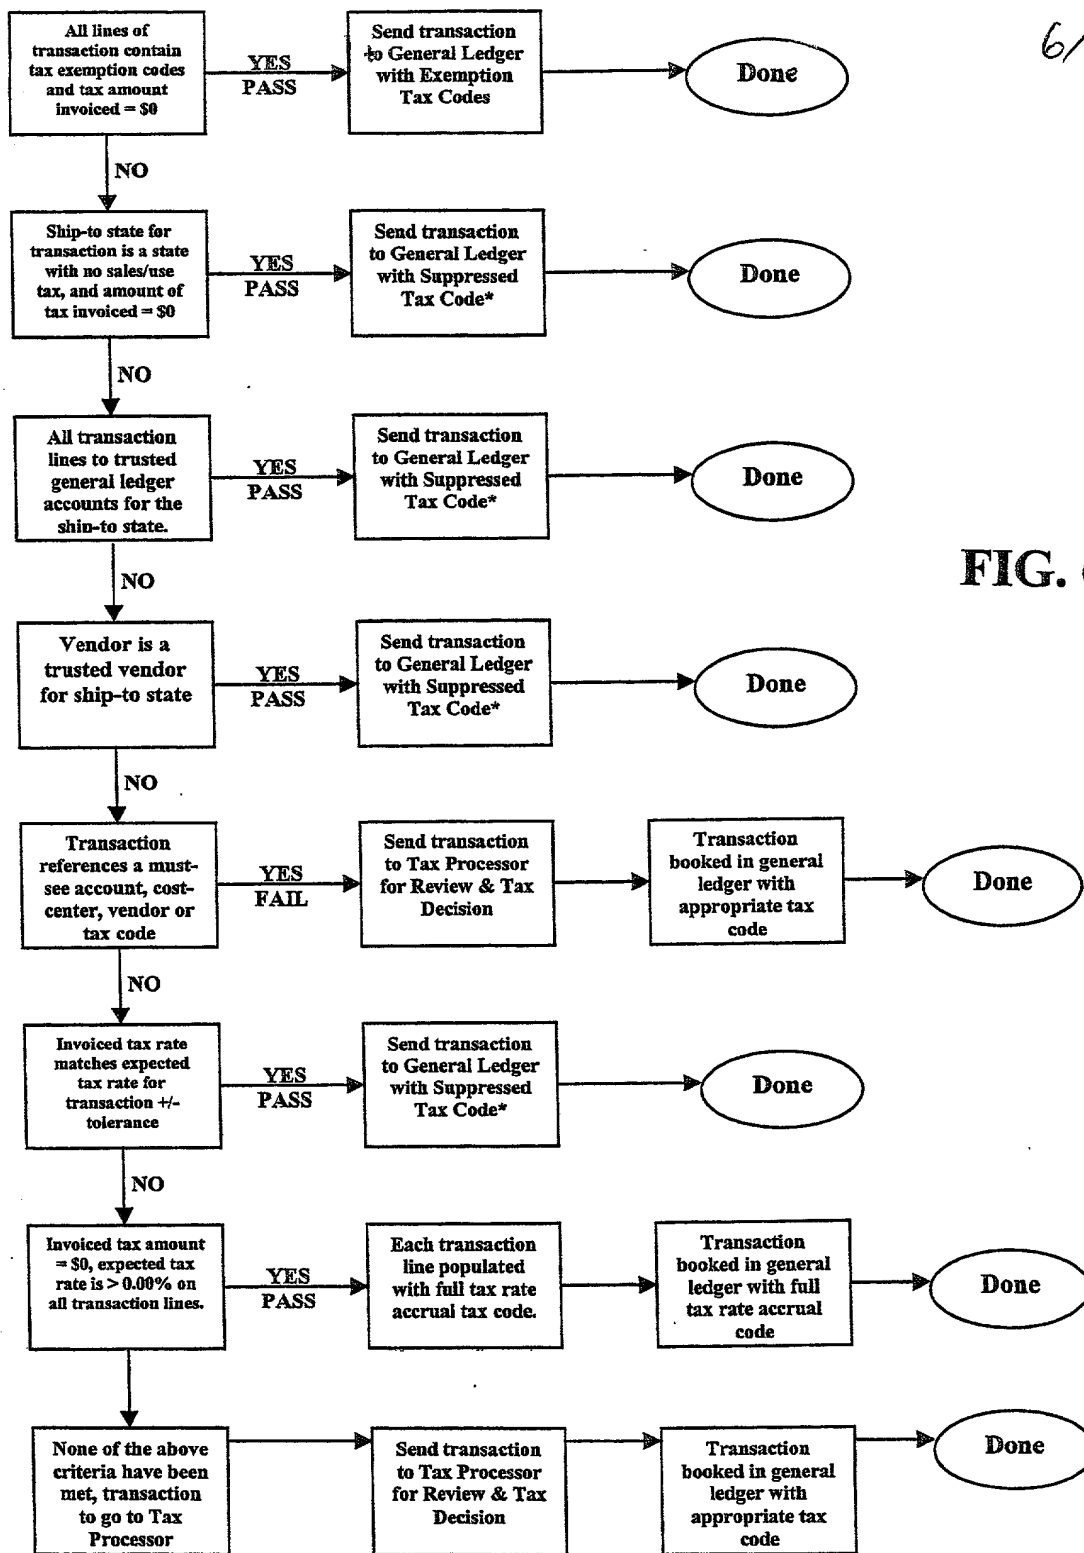 6/
All lines of
transaction contain
tax exemption codes
and tax amount
invoiced = $0
YES
PASS
Send transaction
to General Ledger
with Exemption
Tax Codes
Done
NO
Ship-to state for
transaction is a state
with no sales/use
tax, and amount of
tax invoiced = $0
YES
PASS
Send transaction
to General Ledger
with Suppressed
Tax Code*
Done
NO
All transaction
lines to trusted
general ledger
accounts for the
ship-to state.
YES
PASS
Send transaction
to General Ledger
with Suppressed
Tax Code*
Done
FIG.
NO
Vendor is a
trusted vendor
for ship-to state
YES
PASS
Send transaction
to General Ledger
with Suppressed
Tax Code*
Done
NO
Transaction
references a must-
see account, cost-
center, vendor or
tax code
YES
FAIL
Send transaction
to Tax Processor
for Review & Tax
Decision
Transaction
booked in general
ledger with
appropriate tax
code
Done
NO
Invoiced tax rate
matches expected
tax rate for
transaction +/-
tolerance
YES
PASS
Send transaction
to General Ledger
with Suppressed
Tax Code*
Done
NO
Invoiced tax amount
= $0, expected tax
rate is > 0.00% on
all transaction lines.
YES
PASS
Each transaction
line populated
with full tax rate
accrual tax code.
Transaction
booked in general
ledger with full
tax rate accrual
code
Done
None of the above
criteria have been
met, transaction
to go to Tax
Processor
Send transaction
to Tax Processor
for Review & Tax
Decision
Transaction
booked in general
ledger with
appropriate tax
code
Done